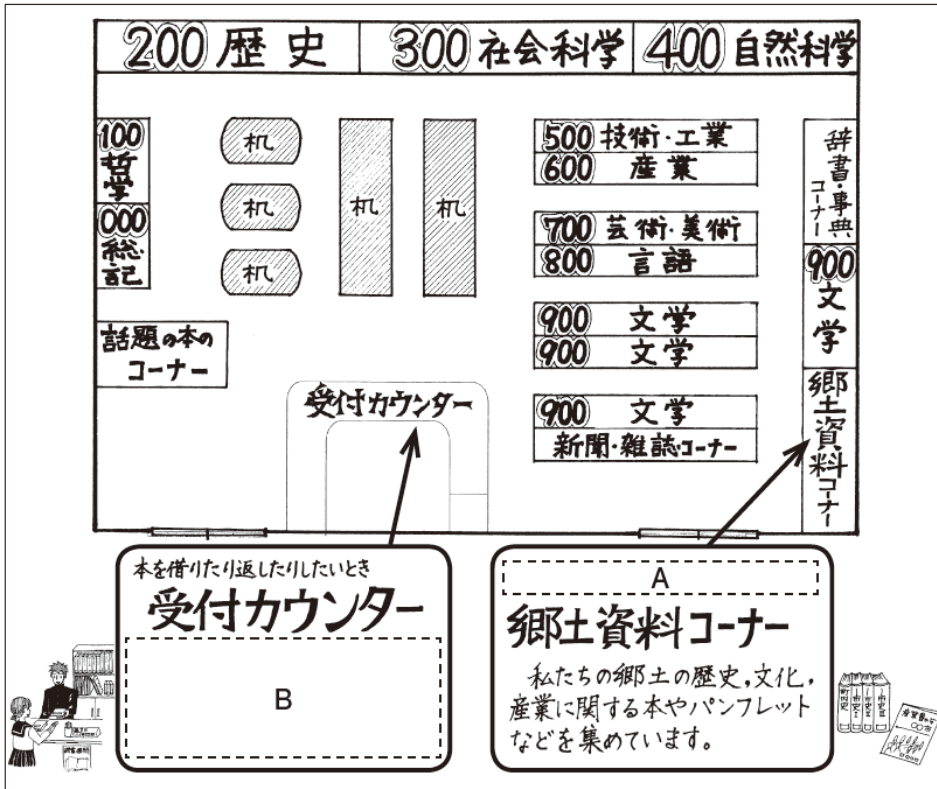 200 歴史
300 社会科学
400 自然科学
100 哲学
000 総記
机
机
机
机
机
500 技術・工業
600 産業
700 芸術・美術
800 言語
900 文学
900 文学
900 文学
新聞・雑誌コーナー
辞書・事典コーナー
900 文学
郷土資料コーナー
話題の本の
コーナー
受付カウンター
本を借りたり返したりしたいとき
受付カウンター
B
A
郷土資料コーナー
私たちの郷土の歴史,文化,
産業に関する本やパンフレット
などを集めています。